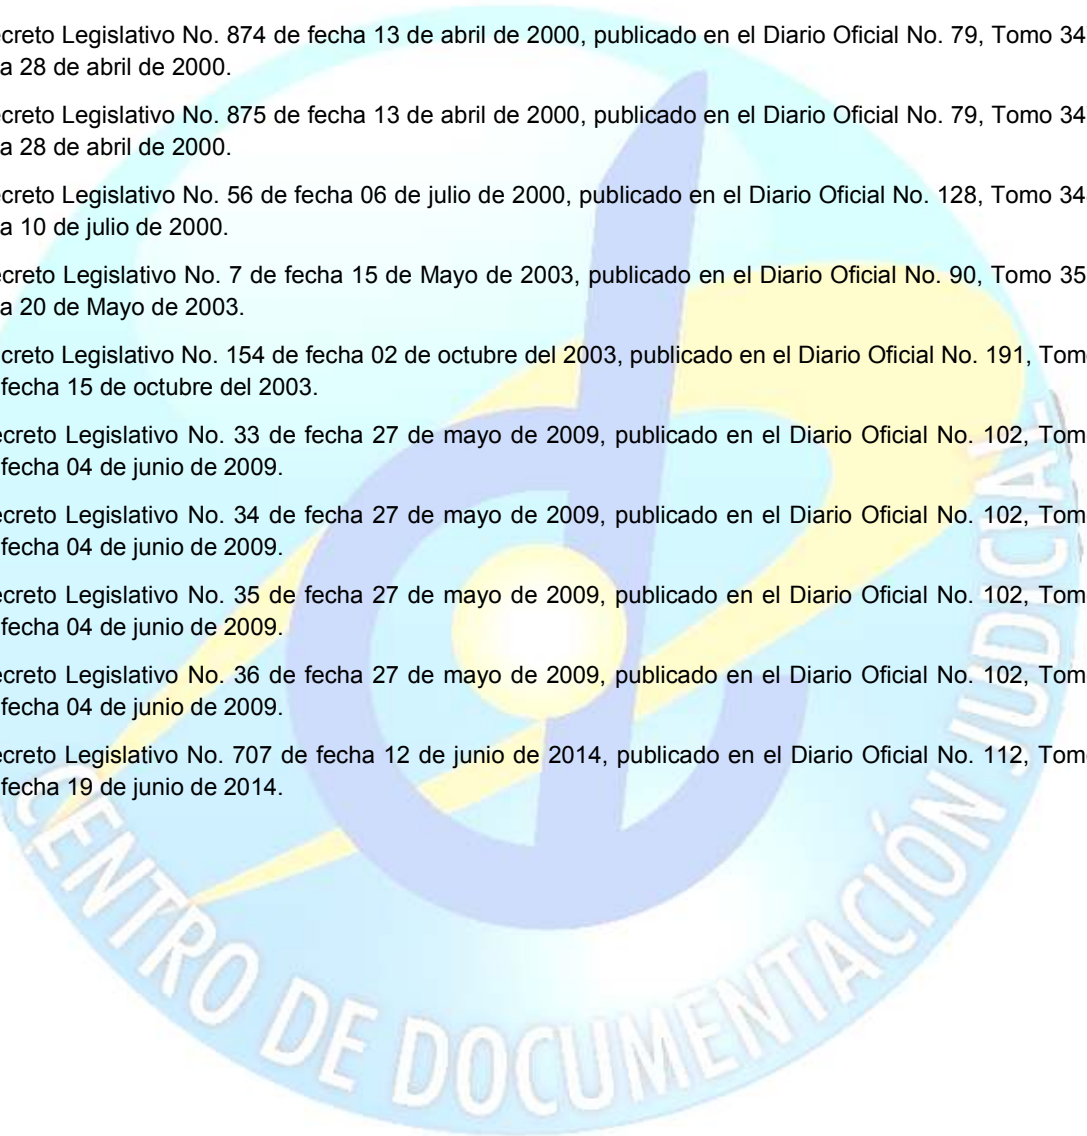 creto Legislativo No. 874 de fecha 13 de abril de 2000, publicado en el Diario Oficial No. 79, Tomo 34
a 28 de abril de 2000.
creto Legislativo No. 875 de fecha 13 de abril de 2000, publicado en el Diario Oficial No. 79, Tomo 34
a 28 de abril de 2000.
creto Legislativo No. 56 de fecha 06 de julio de 2000, publicado en el Diario Oficial No. 128, Tomo 34
a 10 de julio de 2000.
creto Legislativo No. 7 de fecha 15 de Mayo de 2003, publicado en el Diario Oficial No. 90, Tomo 35
a 20 de Mayo de 2003.
creto Legislativo No. 154 de fecha 02 de octubre del 2003, publicado en el Diario Oficial No. 191, Tom
fecha 15 de octubre del 2003.
ecreto Legislativo No. 33 de fecha 27 de mayo de 2009, publicado en el Diario Oficial No. 102, Tom
fecha 04 de junio de 2009.
ecreto Legislativo No. 34 de fecha 27 de mayo de 2009, publicado en el Diario Oficial No. 102, Tom
fecha 04 de junio de 2009.
ecreto Legislativo No. 35 de fecha 27 de mayo de 2009, publicado en el Diario Oficial No. 102, Tom
fecha 04 de junio de 2009.
ecreto Legislativo No. 36 de fecha 27 de mayo de 2009, publicado en el Diario Oficial No. 102, Tom
fecha 04 de junio de 2009.
ecreto Legislativo No. 707 de fecha 12 de junio de 2014, publicado en el Diario Oficial No. 112, Tom
fecha 19 de junio de 2014.
CENTRO DE DOCUMENTACIÓN JUDICIAL